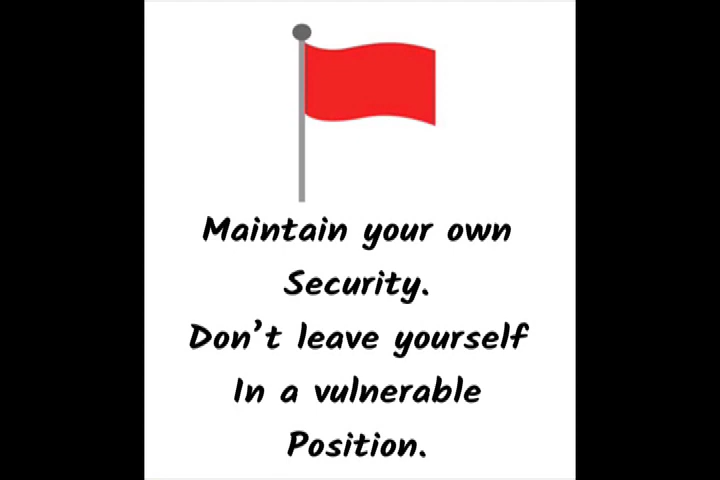 Maintain your own
Security.
Don't leave yourself
In a vulnerable
Position.